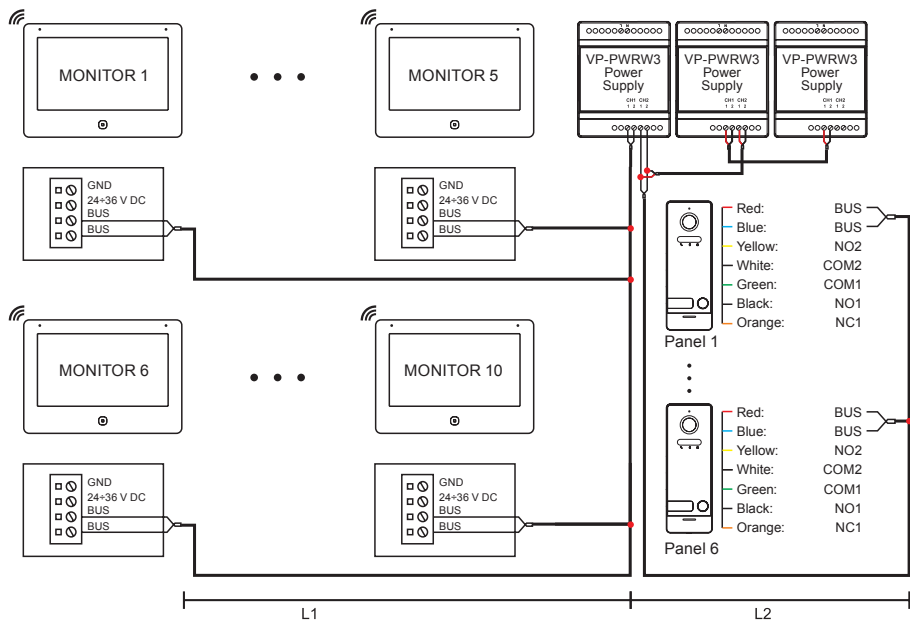 MONITOR 1
MONITOR 5
GND
24÷36 V DC
BUS
BUS
GND
24÷36 V DC
BUS
BUS
MONITOR 6
MONITOR 10
GND
24÷36 V DC
BUS
BUS
GND
24÷36 V DC
BUS
BUS
L N
VP-PWRW3
Power
Supply
CH1 CH2
1 2 1 2
L N
VP-PWRW3
Power
Supply
CH1 CH2
1 2 1 2
L N
VP-PWRW3
Power
Supply
CH1 CH2
1 2 1 2
Red: BUS
Blue: BUS
Yellow: NO2
White: COM2
Green: COM1
Black: NO1
Orange: NC1
Panel 1
Red: BUS
Blue: BUS
Yellow: NO2
White: COM2
Green: COM1
Black: NO1
Orange: NC1
Panel 6
L1
L2